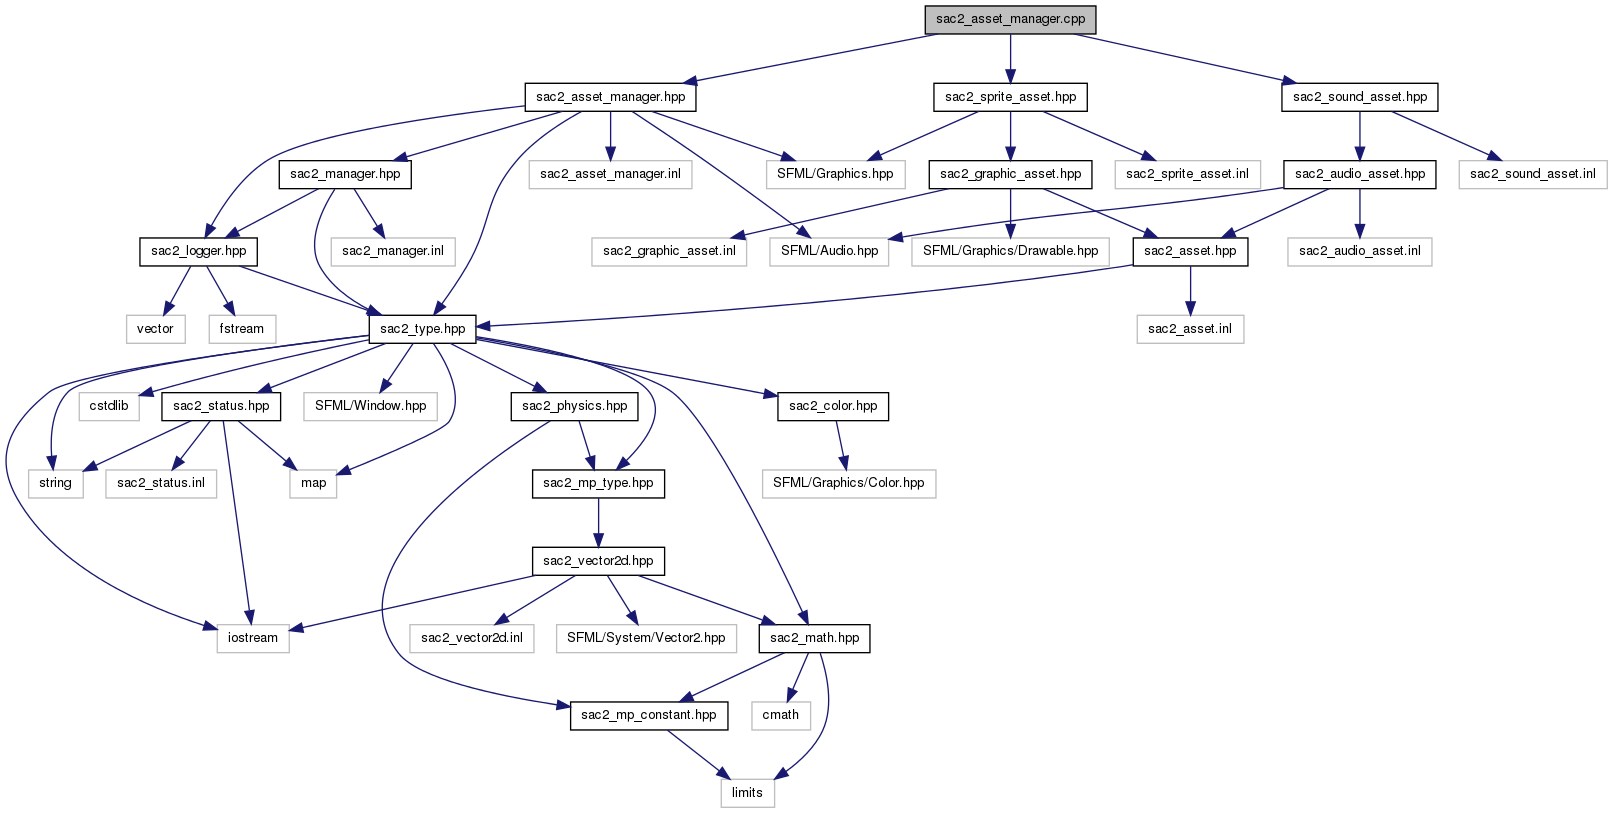 sac2_asset_manager.cpp
sac2_asset_manager.hpp
sac2_sprite_asset.hpp
sac2_sound_asset.hpp
sac2_manager.hpp
sac2_asset_manager.inl
SFML/Graphics.hpp
sac2_graphic_asset.hpp
sac2_sprite_asset.inl
sac2_audio_asset.hpp
sac2_sound_asset.inl
sac2_logger.hpp
sac2_manager.inl
sac2_graphic_asset.inl
SFML/Audio.hpp
SFML/Graphics/Drawable.hpp
sac2_asset.hpp
sac2_audio_asset.inl
vector
fstream
sac2_type.hpp
sac2_asset.inl
cstdlib
sac2_status.hpp
SFML/Window.hpp
sac2_physics.hpp
sac2_color.hpp
string
sac2_status.inl
map
sac2_mp_type.hpp
SFML/Graphics/Color.hpp
sac2_vector2d.hpp
iostream
sac2_vector2d.inl
SFML/System/Vector2.hpp
sac2_math.hpp
sac2_mp_constant.hpp
cmath
limits